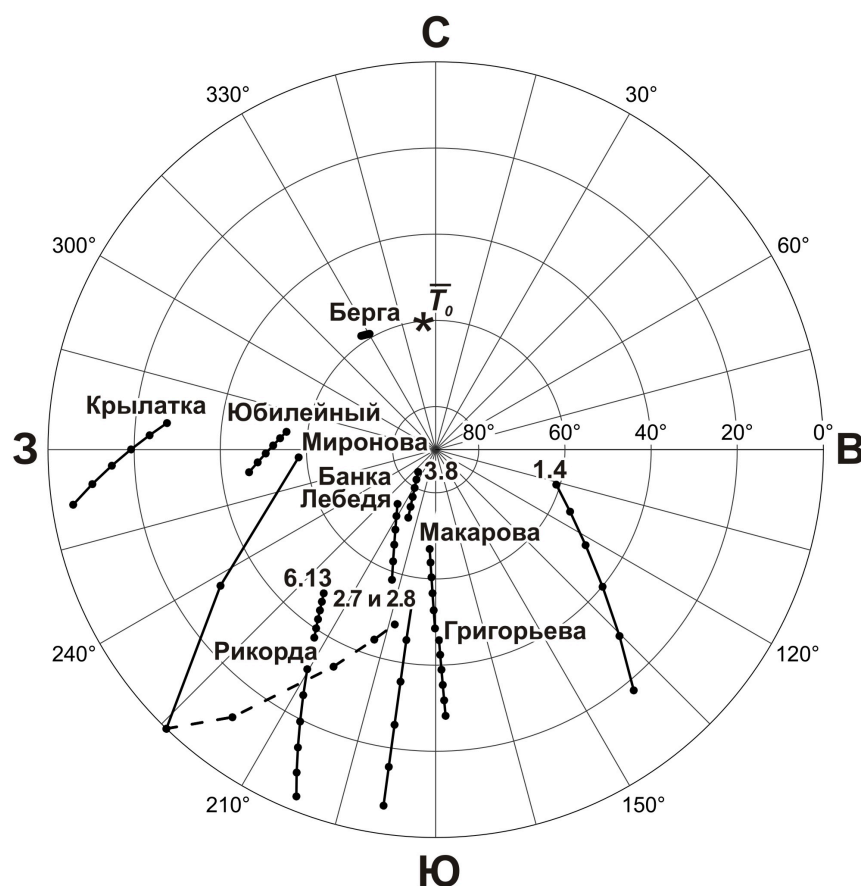 С
330°
30°
300°
60°
T̅₀
Берга
Крылатка
Юбилейный
З
Миронова
80°
60°
40°
20°
0°
В
Банка
Лебедя
3.8
1.4
Макарова
6.13
2.7 и 2.8
Григорьева
Рикорда
240°
120°
210°
150°
Ю